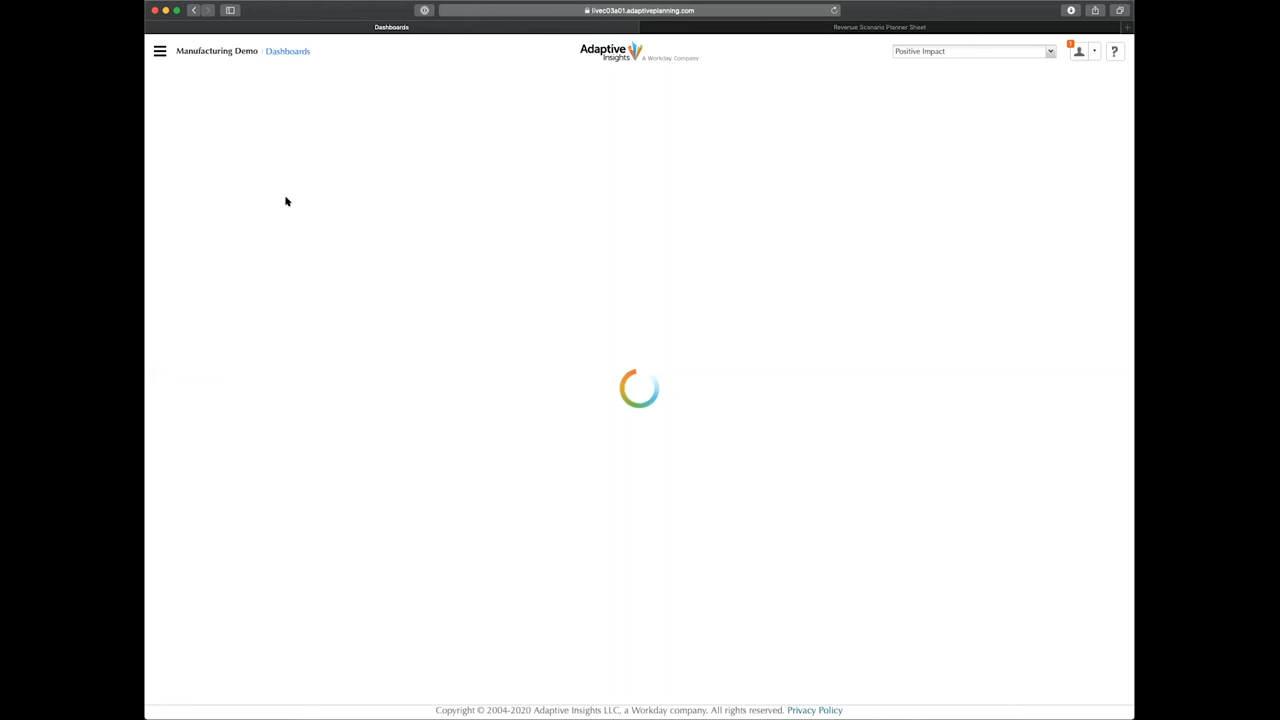 livec03a01.adaptiveplanning.com
Dashboards
Revenue Scenario Planner Sheet
Manufacturing Demo Dashboards
Adaptive Insights A Workday Company
Positive Impact
1
?
Copyright © 2004-2020 Adaptive Insights LLC, a Workday company. All rights reserved. Privacy Policy